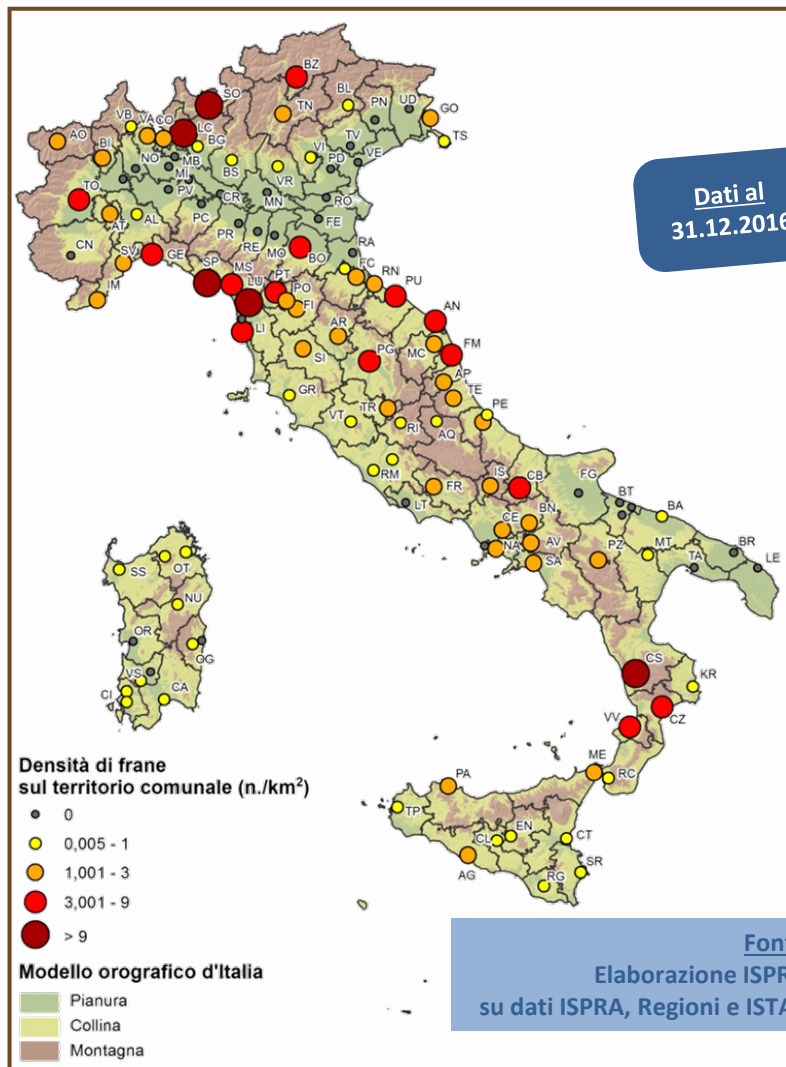 BZ
SO
BL
PN
UD
VB
VA
CO
LC
TN
GO
AO
BI
BG
TV
TS
NO
MB
VI
VE
MI
BS
PD
TO
PV
VR
CR
MN
RO
AT
AL
PC
FE
CN
PR
RA
SV
GE
SP
MS
RE
MO
BO
FC
RN
IM
LU
PT
PO
PU
FI
AN
LI
AR
FM
SI
PG
MC
AP
GR
TE
VT
TR
RI
AQ
PE
RM
FR
IS
CB
FG
LT
BT
BA
CE
BN
BR
NA
AV
PZ
MT
LE
SA
TA
SS
OT
NU
OR
OG
VS
CI
CA
CS
KR
VV
CZ
PA
ME
RC
TP
EN
CL
CT
AG
SR
RG
Dati al
31.12.2016
Densità di frane
sul territorio comunale (n./km²)
0
0,005 - 1
1,001 - 3
3,001 - 9
> 9
Modello orografico d'Italia
Pianura
Collina
Montagna
Font
Elaborazione ISPR
su dati ISPRA, Regioni e ISTA